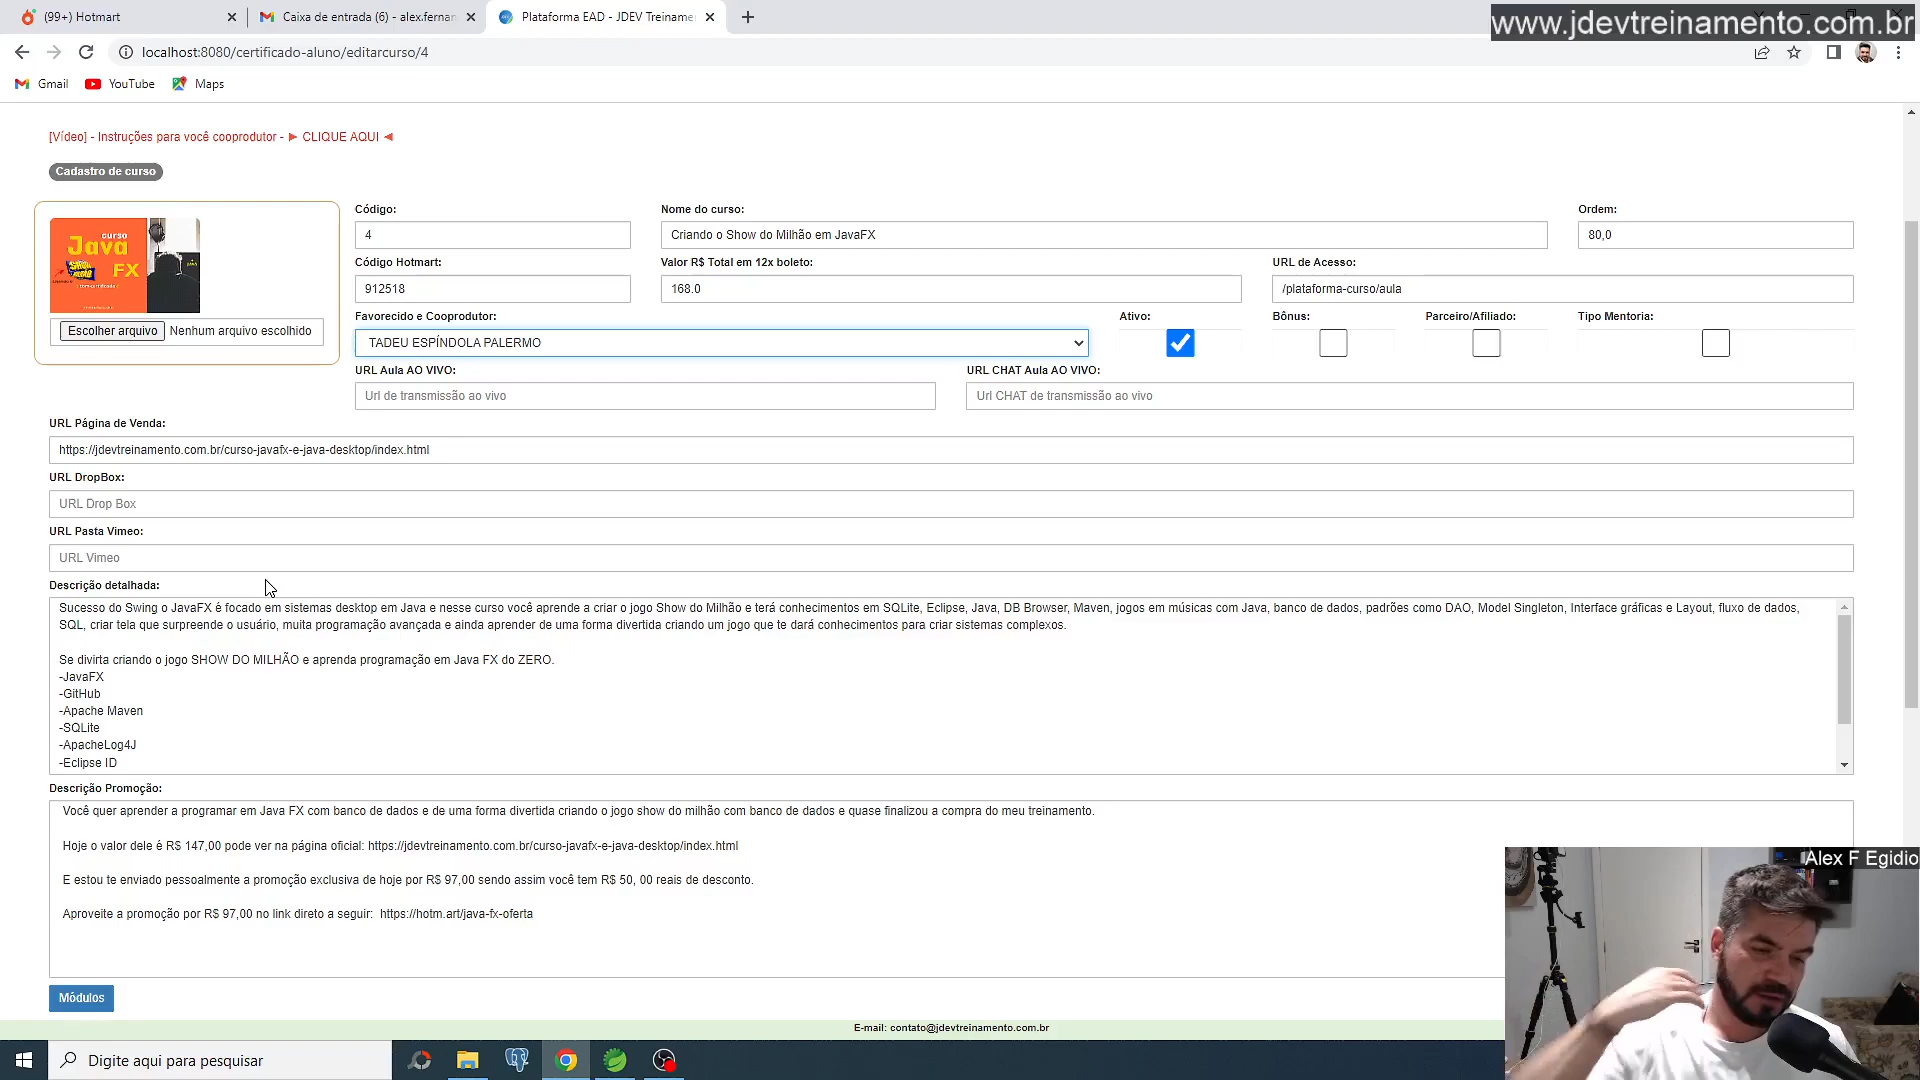 (99+) Hotmart
Caixa de entrada (6) - alex.fernan
Plataforma EAD - JDEV Treiname
www.jdevtreinamento.com.br
localhost:8080/certificado-aluno/editarcurso/4
Gmail
YouTube
Maps
[Vídeo] - Instruções para você cooprodutor - ► CLIQUE AQUI ◄
Cadastro de curso
curso
Java
FX
Escolher arquivo Nenhum arquivo escolhido
Código:
4
Nome do curso:
Criando o Show do Milhão em JavaFX
Ordem:
80,0
Código Hotmart:
912518
Valor R$ Total em 12x boleto:
168.0
URL de Acesso:
/plataforma-curso/aula
Favorecido e Cooprodutor:
TADEU ESPÍNDOLA PALERMO
Ativo:
Bônus:
Parceiro/Afiliado:
Tipo Mentoria:
URL Aula AO VIVO:
Url de transmissão ao vivo
URL CHAT Aula AO VIVO:
Url CHAT de transmissão ao vivo
URL Página de Venda:
https://jdevtreinamento.com.br/curso-javafx-e-java-desktop/index.html
URL DropBox:
URL Drop Box
URL Pasta Vimeo:
URL Vimeo
Descrição detalhada:
Sucesso do Swing o JavaFX é focado em sistemas desktop em Java e nesse curso você aprende a criar o jogo Show do Milhão e terá conhecimentos em SQLite, Eclipse, Java, DB Browser, Maven, jogos em músicas com Java, banco de dados, padrões como DAO, Model Singleton, Interface gráficas e Layout, fluxo de dados,
SQL, criar tela que surpreende o usuário, muita programação avançada e ainda aprender de uma forma divertida criando um jogo que te dará conhecimentos para criar sistemas complexos.
Se divirta criando o jogo SHOW DO MILHÃO e aprenda programação em Java FX do ZERO.
-JavaFX
-GitHub
-Apache Maven
-SQLite
-ApacheLog4J
-Eclipse ID
Descrição Promoção:
Você quer aprender a programar em Java FX com banco de dados e de uma forma divertida criando o jogo show do milhão com banco de dados e quase finalizou a compra do meu treinamento.
Hoje o valor dele é R$ 147,00 pode ver na página oficial: https://jdevtreinamento.com.br/curso-javafx-e-java-desktop/index.html
E estou te enviado pessoalmente a promoção exclusiva de hoje por R$ 97,00 sendo assim você tem R$ 50, 00 reais de desconto.
Aproveite a promoção por R$ 97,00 no link direto a seguir: https://hotm.art/java-fx-oferta
Módulos
E-mail: contato@jdevtreinamento.com.br
Alex F Egidio
Digite aqui para pesquisar